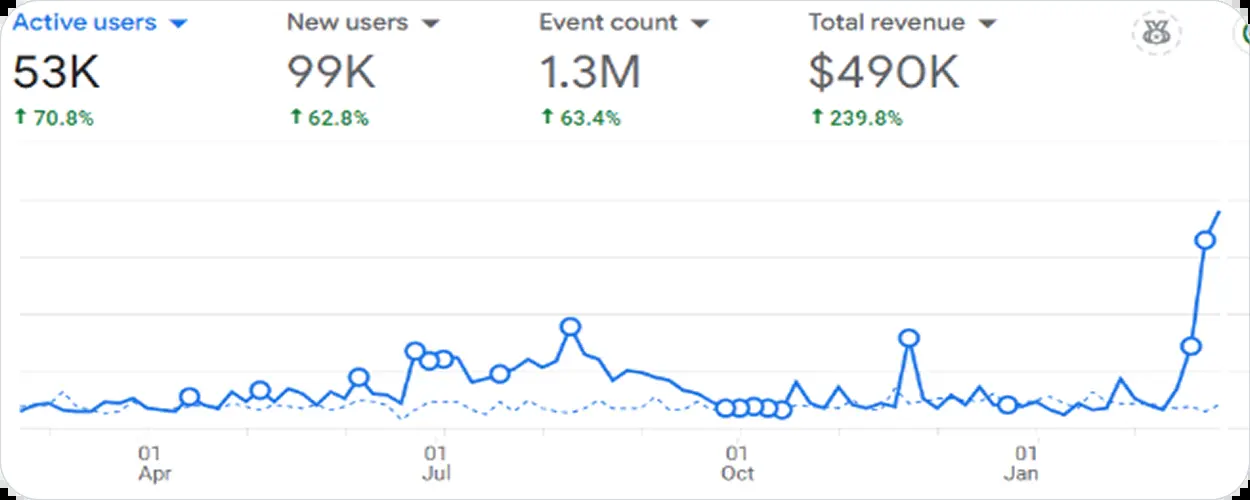 Active users New users Event count Total revenue
53K 99K 1.3M $490K
70.8% 62.8% 63.4% 239.8%
01 01 01 01
Apr Jul Oct Jan